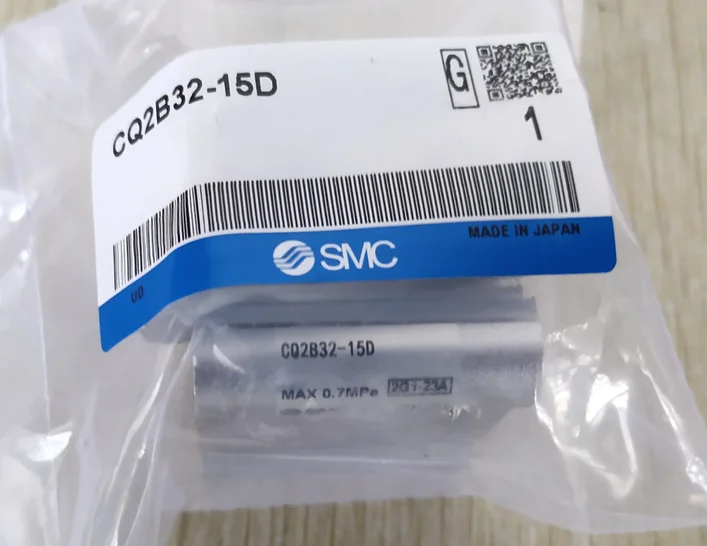 CQ2B32-15D
G
1
MADE IN JAPAN
SMC
UD
CQ2B32-15D
MAX 0.7MPa